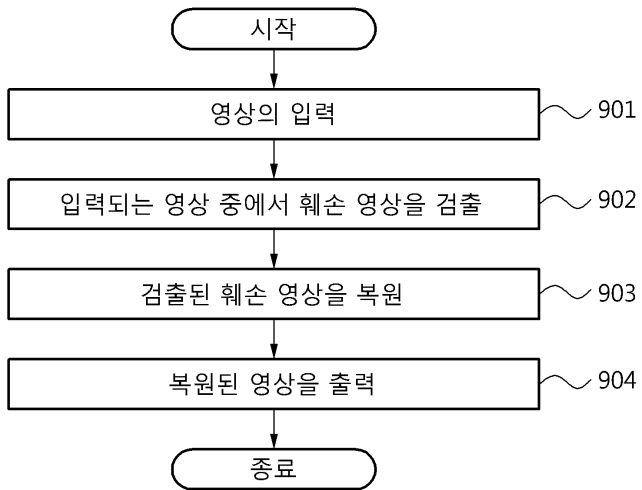 시작
영상의 입력
901
입력되는 영상 중에서 훼손 영상을 검출
902
검출된 훼손 영상을 복원
903
복원된 영상을 출력
904
종료